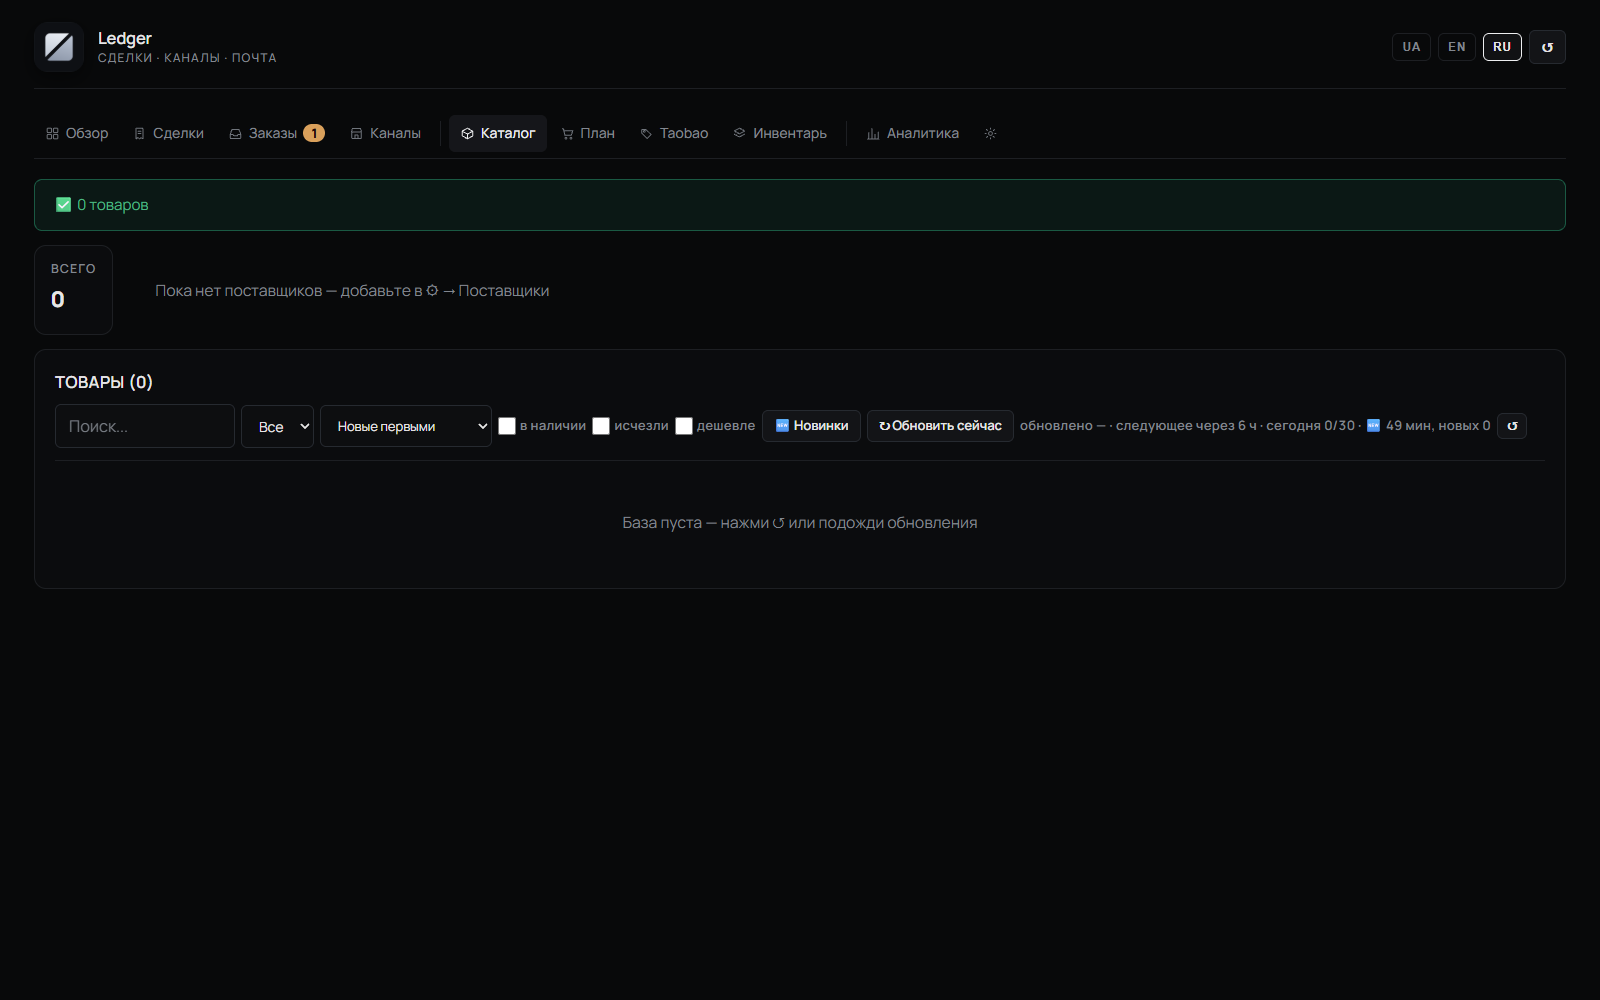 Ledger
СДЕЛКИ · КАНАЛЫ · ПОЧТА
UA EN RU ↺
Обзор Сделки Заказы 1 Каналы Каталог План Taobao Инвентарь Аналитика
✅ 0 товаров
ВСЕГО
0
Пока нет поставщиков — добавьте в ⚙ → Поставщики
ТОВАРЫ (0)
Поиск... Все Новые первыми в наличии исчезли дешевле 🆕 Новинки ↻ Обновить сейчас обновлено — · следующее через 6 ч · сегодня 0/30 · 🆕 49 мин, новых 0 ↺
База пуста — нажми ↺ или подожди обновления